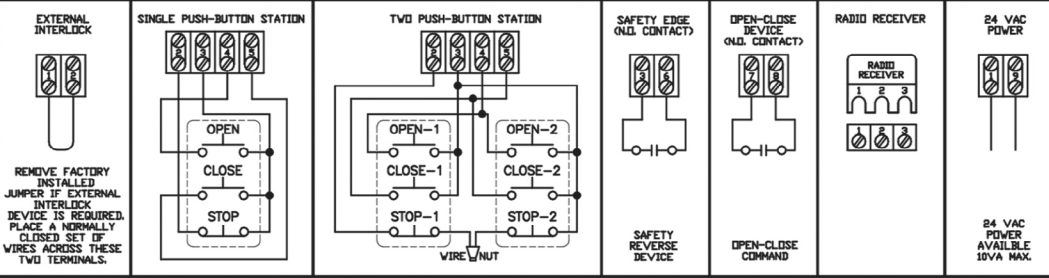 EXTERNAL
INTERLOCK
1 2
REMOVE FACTORY
INSTALLED
JUMPER IF EXTERNAL
INTERLOCK
DEVICE IS REQUIRED.
PLACE A NORMALLY
CLOSED SET OF
WIRES ACROSS THESE
TWO TERMINALS.
SINGLE PUSH-BUTTON STATION
2 3 4 5
OPEN
CLOSE
STOP
TWO PUSH-BUTTON STATION
2 3 4 5
OPEN-1 OPEN-2
CLOSE-1 CLOSE-2
STOP-1 STOP-2
WIRE NUT
SAFETY EDGE
(N.O. CONTACT)
3 6
SAFETY
REVERSE
DEVICE
OPEN-CLOSE
DEVICE
(N.O. CONTACT)
7 8
OPEN-CLOSE
COMMAND
RADIO RECEIVER
RADIO
RECEIVER
1 2 3
1 2 3
24 VAC
POWER
1 9
24 VAC
POWER
AVAILBLE
10VA MAX.